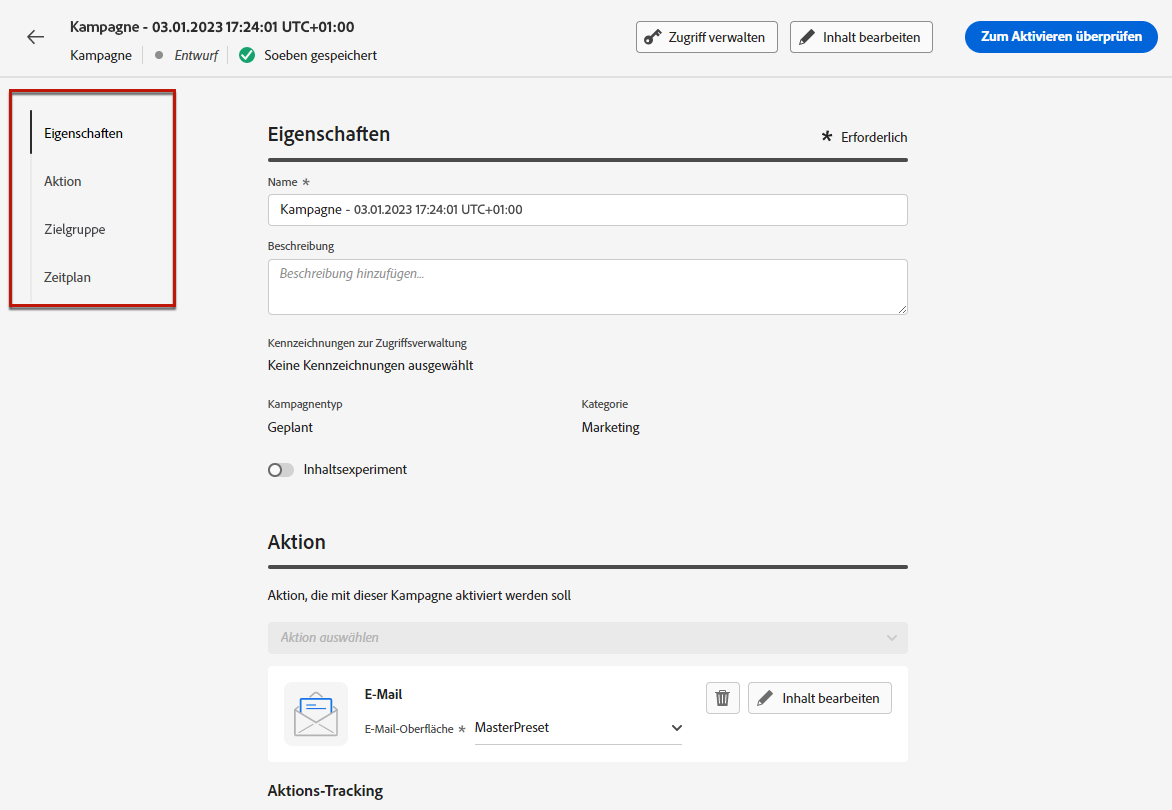 Kampagne - 03.01.2023 17:24:01 UTC+01:00
Kampagne Entwurf Soeben gespeichert
Zugriff verwalten
Inhalt bearbeiten
Zum Aktivieren überprüfen
Eigenschaften
Aktion
Zielgruppe
Zeitplan
Eigenschaften
* Erforderlich
Name *
Kampagne - 03.01.2023 17:24:01 UTC+01:00
Beschreibung
Beschreibung hinzufügen...
Kennzeichnungen zur Zugriffsverwaltung
Keine Kennzeichnungen ausgewählt
Kampagnentyp
Geplant
Kategorie
Marketing
Inhaltsexperiment
Aktion
Aktion, die mit dieser Kampagne aktiviert werden soll
Aktion auswählen
E-Mail
E-Mail-Oberfläche * MasterPreset
Inhalt bearbeiten
Aktions-Tracking